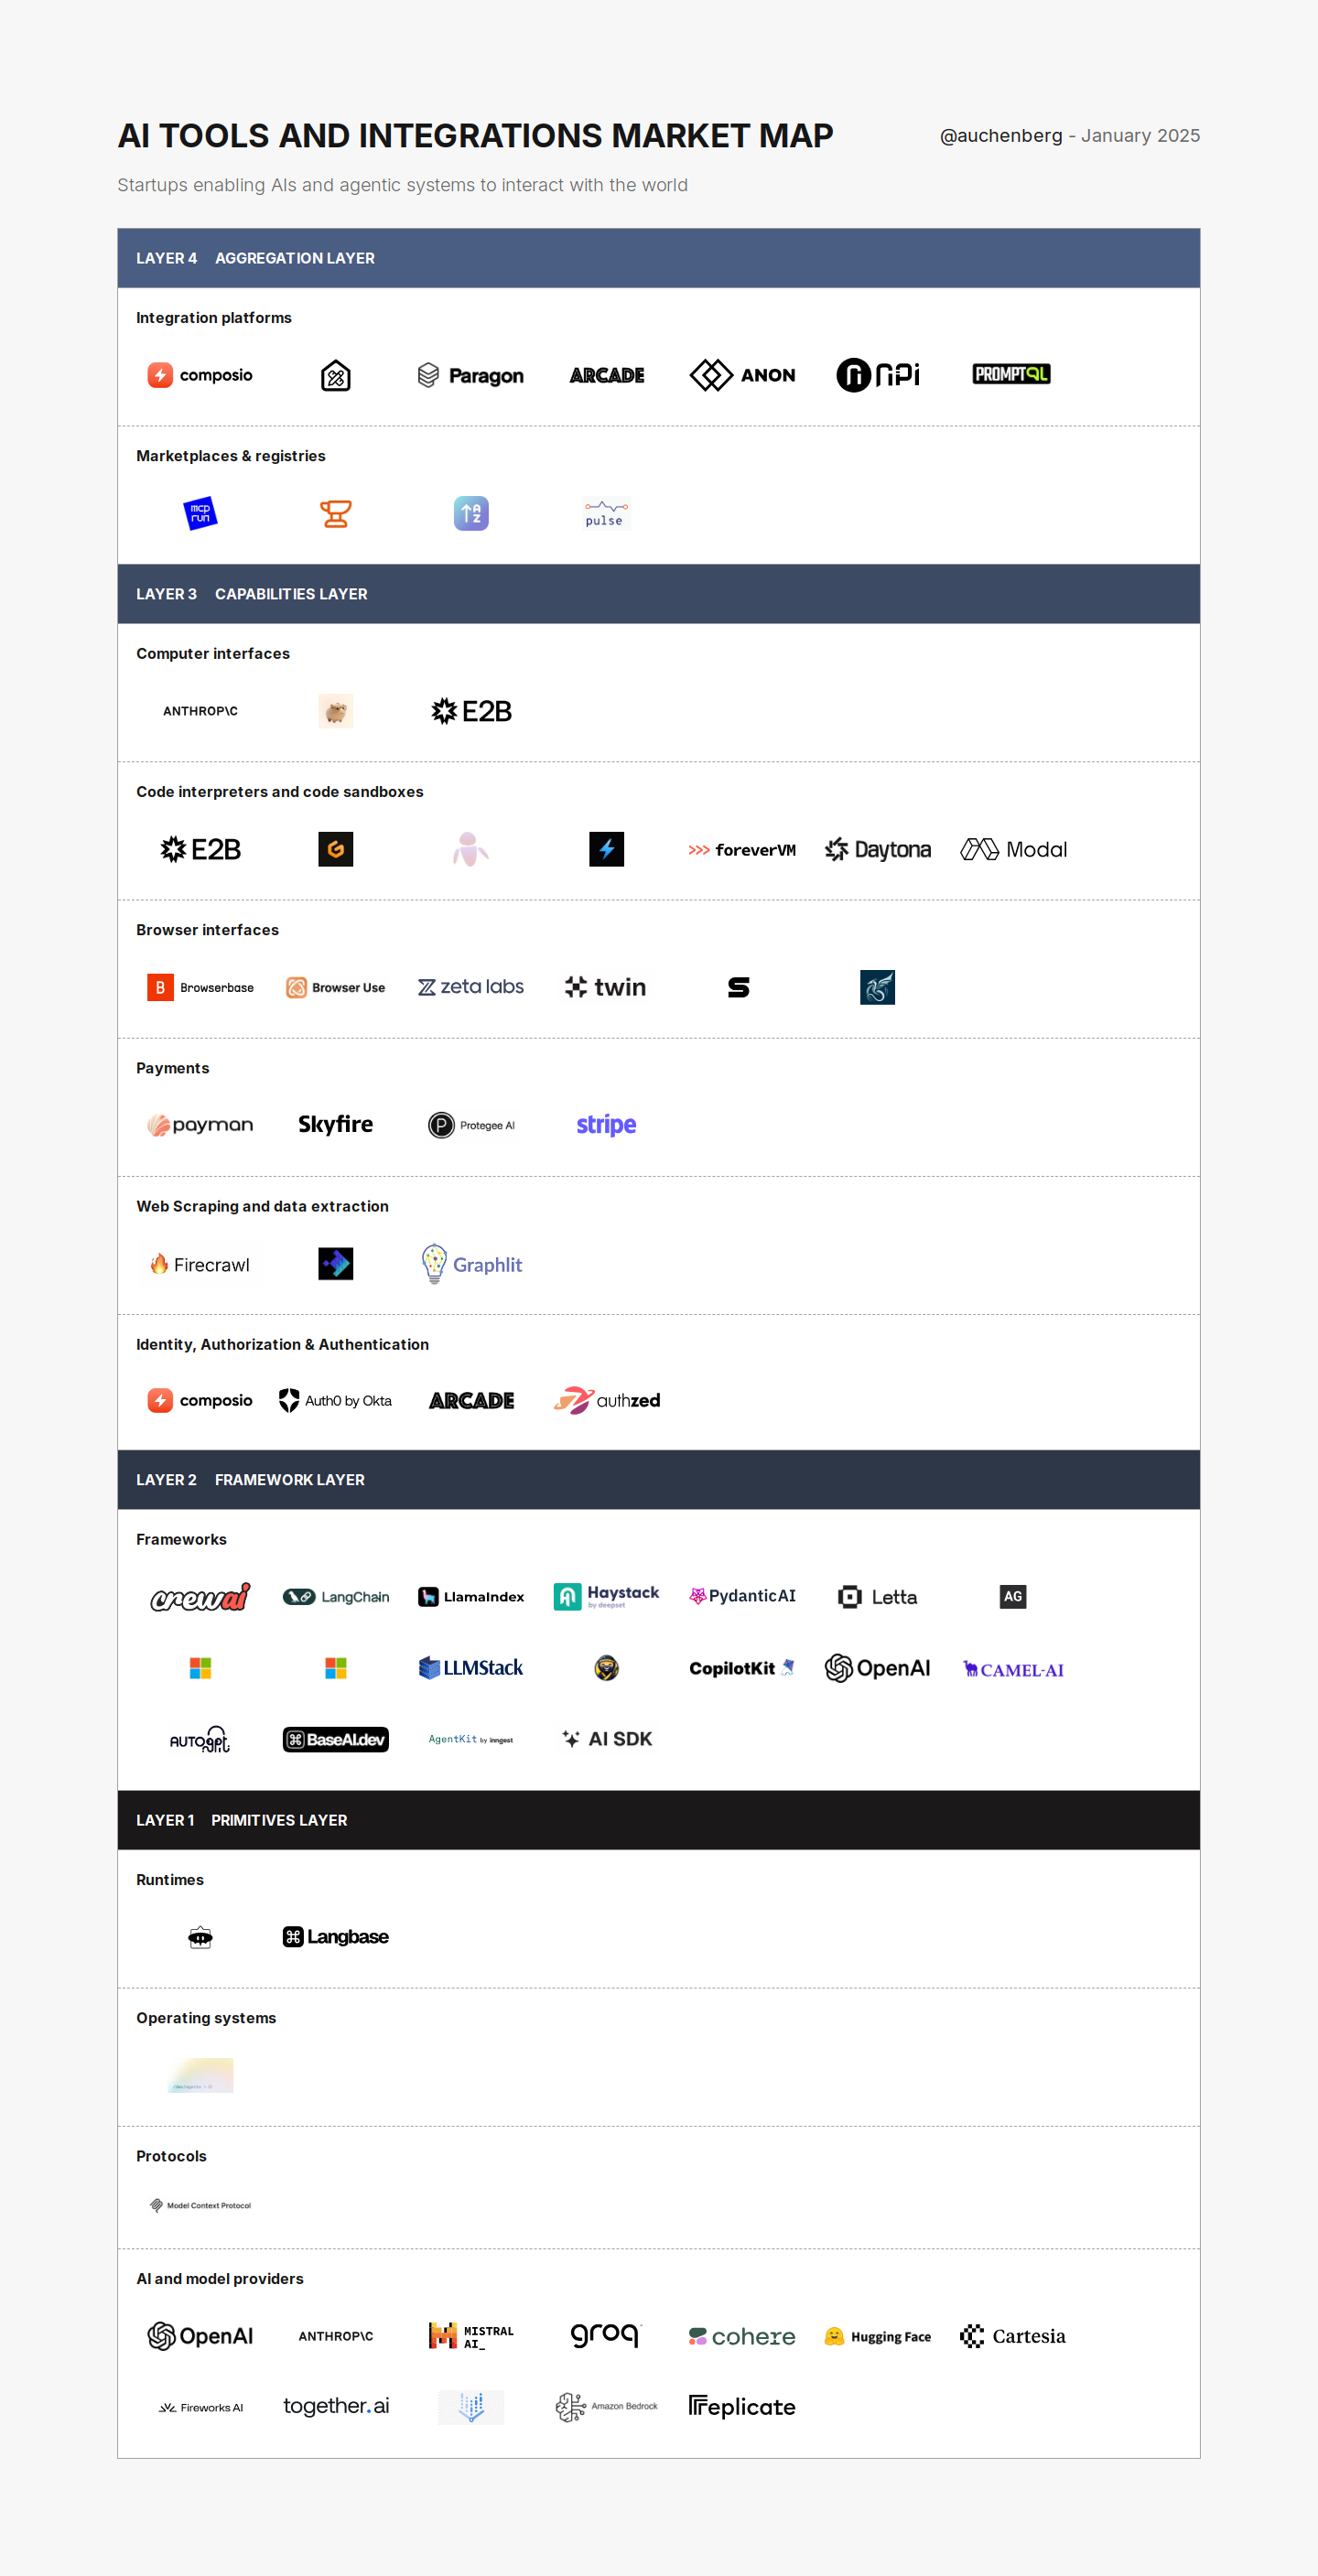 AI TOOLS AND INTEGRATIONS MARKET MAP
@auchenberg - January 2025
Startups enabling AIs and agentic systems to interact with the world
LAYER 4 AGGREGATION LAYER
Integration platforms
composio
Paragon
ARCADE
ANON
nPi
PROMPTQL
Marketplaces & registries
mcp
run
AZ
pulse
LAYER 3 CAPABILITIES LAYER
Computer interfaces
ANTHROP\C
E2B
Code interpreters and code sandboxes
E2B
foreverVM
Daytona
Modal
Browser interfaces
B Browserbase
Browser Use
zeta labs
twin
S
Payments
payman
Skyfire
P Protegee AI
stripe
Web Scraping and data extraction
Firecrawl
Graphlit
Identity, Authorization & Authentication
composio
Auth0 by Okta
ARCADE
authzed
LAYER 2 FRAMEWORK LAYER
Frameworks
crewai
LangChain
LlamaIndex
Haystack
by deepset
PydanticAI
Letta
AG
LLMStack
CopilotKit
OpenAI
CAMEL-AI
AUTOgpt
BaseAI.dev
AgentKit by inngest
AI SDK
LAYER 1 PRIMITIVES LAYER
Runtimes
Langbase
Operating systems
Protocols
Model Context Protocol
AI and model providers
OpenAI
ANTHROP\C
MISTRAL
AI_
groq
cohere
Hugging Face
Cartesia
Fireworks AI
together.ai
Amazon Bedrock
replicate